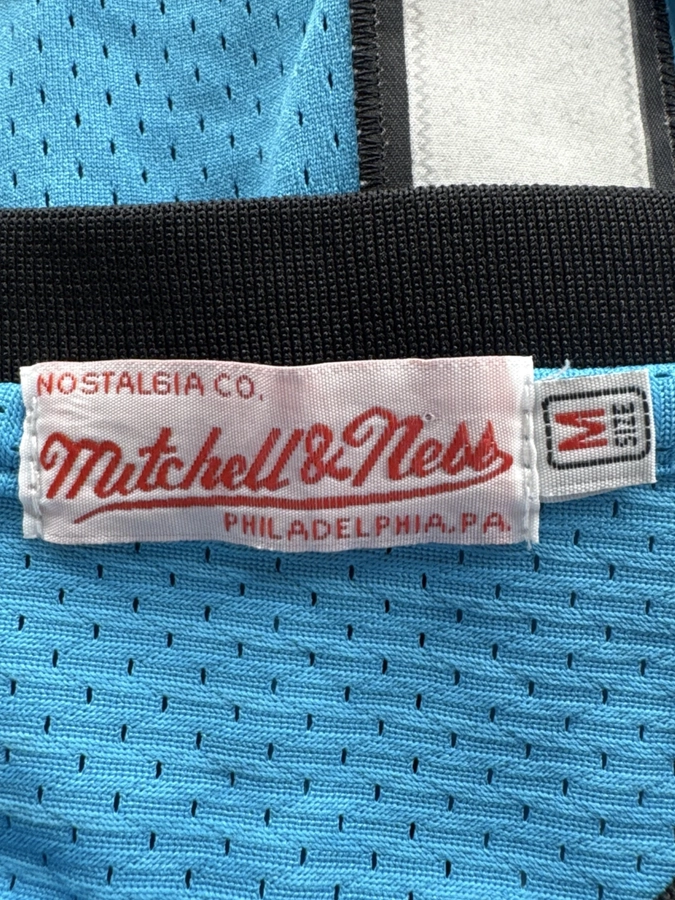 NOSTALGIA CO.
Mitchell & Ness
PHILADELPHIA, PA.
M
SIZE